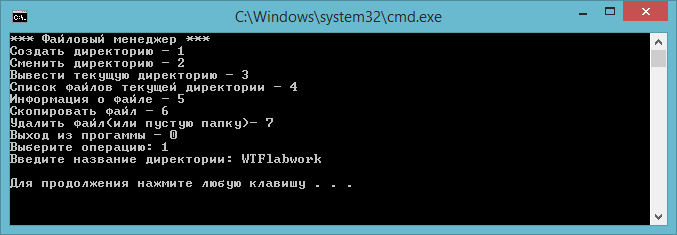 C:\Windows\system32\cmd.exe
*** Файловый менеджер ***
Создать директорию - 1
Сменить директорию - 2
Вывести текущую директорию - 3
Список файлов текущей директории - 4
Информация о файле - 5
Скопировать файл - 6
Удалить файл(или пустую папку)- 7
Выход из прогаммы - 0
Выберите операцию: 1
Введите название директории: WTFlabwork
Для продолжения нажмите любую клавишу . . .